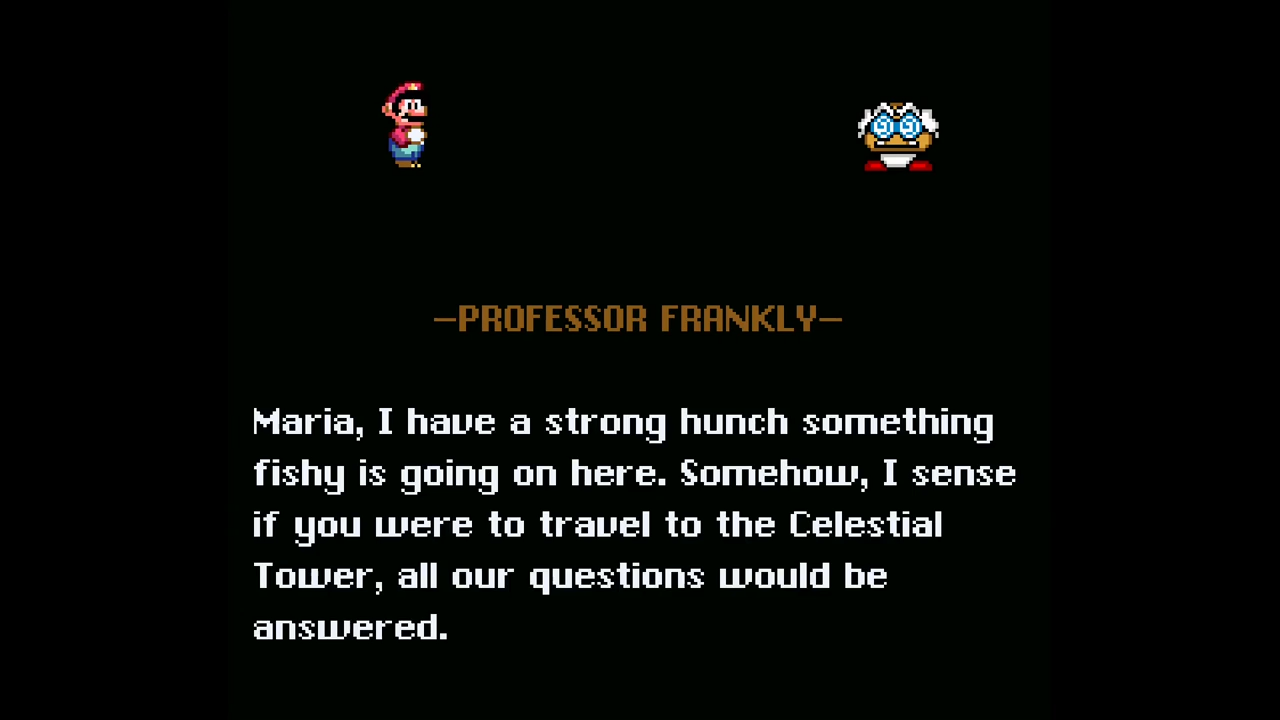 —PROFESSOR FRANKLY—
Maria, I have a strong hunch something
fishy is going on here. Somehow, I sense
if you were to travel to the Celestial
Tower, all our questions would be
answered.